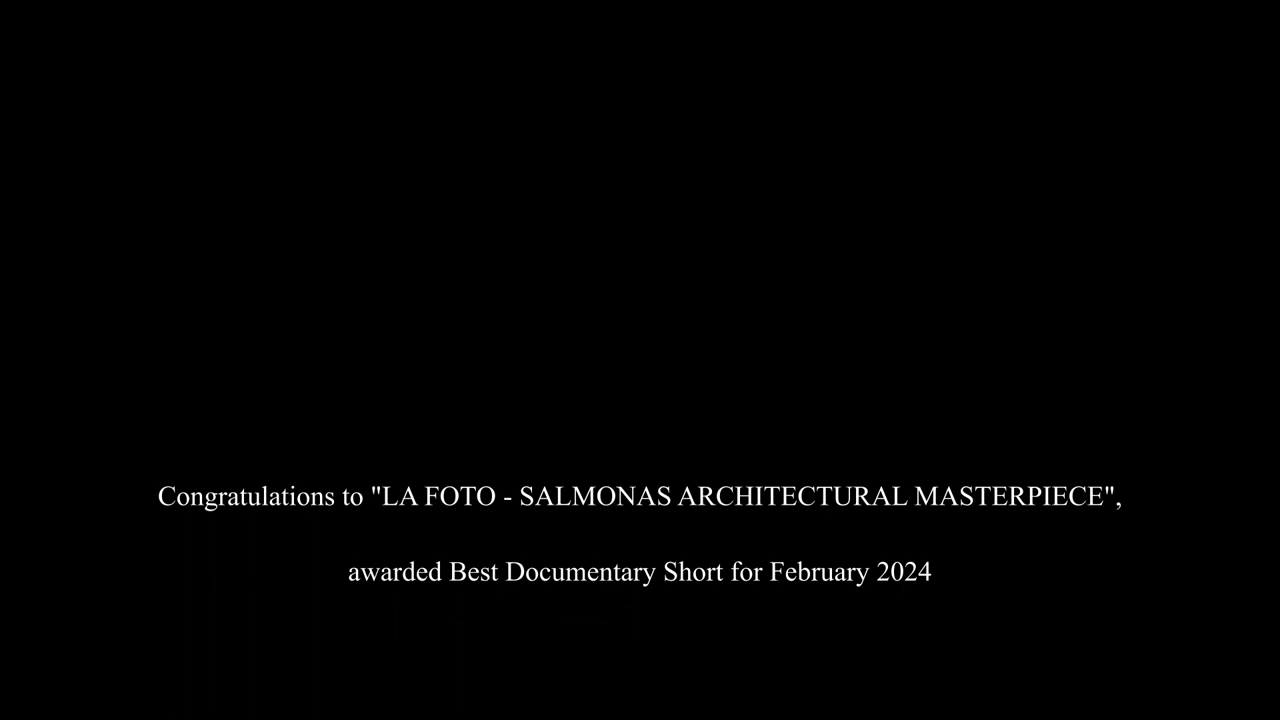 Congratulations to "LA FOTO - SALMONAS ARCHITECTURAL MASTERPIECE",
awarded Best Documentary Short for February 2024